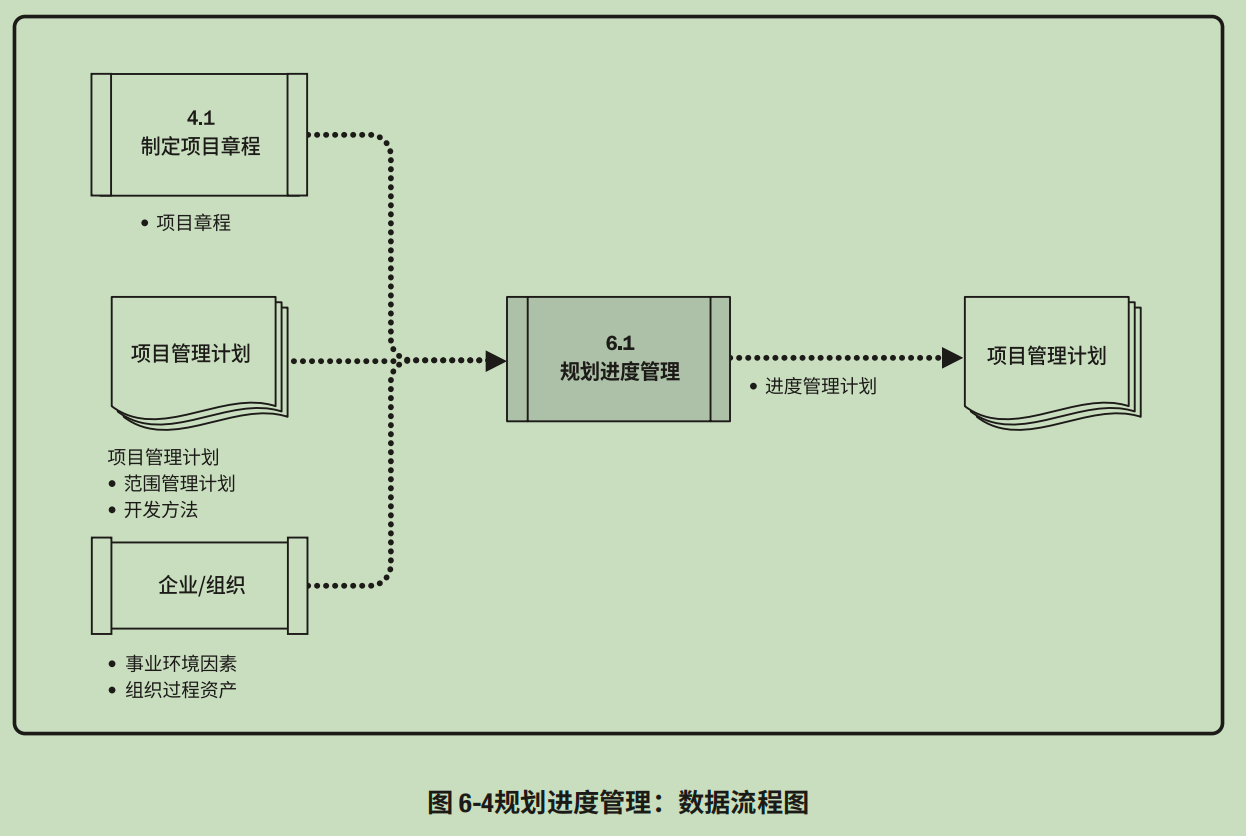 4.1
制定项目章程
• 项目章程
项目管理计划
项目管理计划
• 范围管理计划
• 开发方法
企业/组织
• 事业环境因素
• 组织过程资产
6.1
规划进度管理
• 进度管理计划
项目管理计划
图 6-4规划进度管理：数据流程图